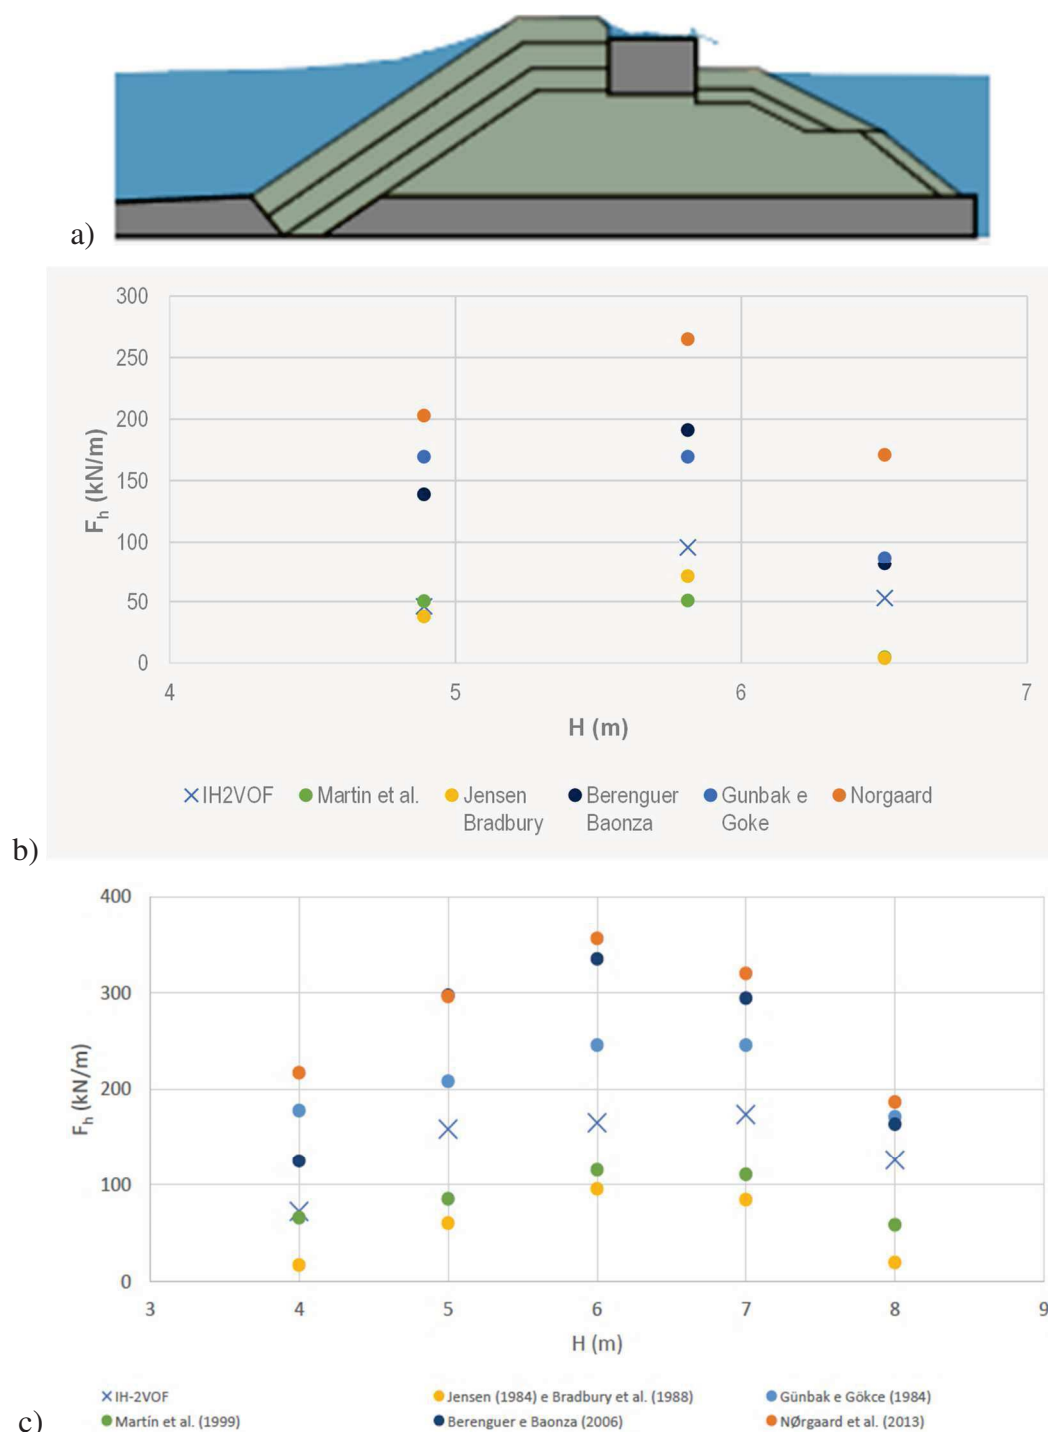 a)
300
250
200
150
100
50
0
Fh (kN/m)
4 5 6 7
H (m)
IH2VOF Martin et al. Jensen Bradbury Berenguer Baonza Gunbak e Goke Norgaard
b)
400
300
200
100
0
Fh (kN/m)
3 4 5 6 7 8 9
H (m)
IH-2VOF Jensen (1984) e Bradbury et al. (1988) Günbak e Gökce (1984)
Martín et al. (1999) Berenguer e Baonza (2006) NØrgaard et al. (2013)
c)